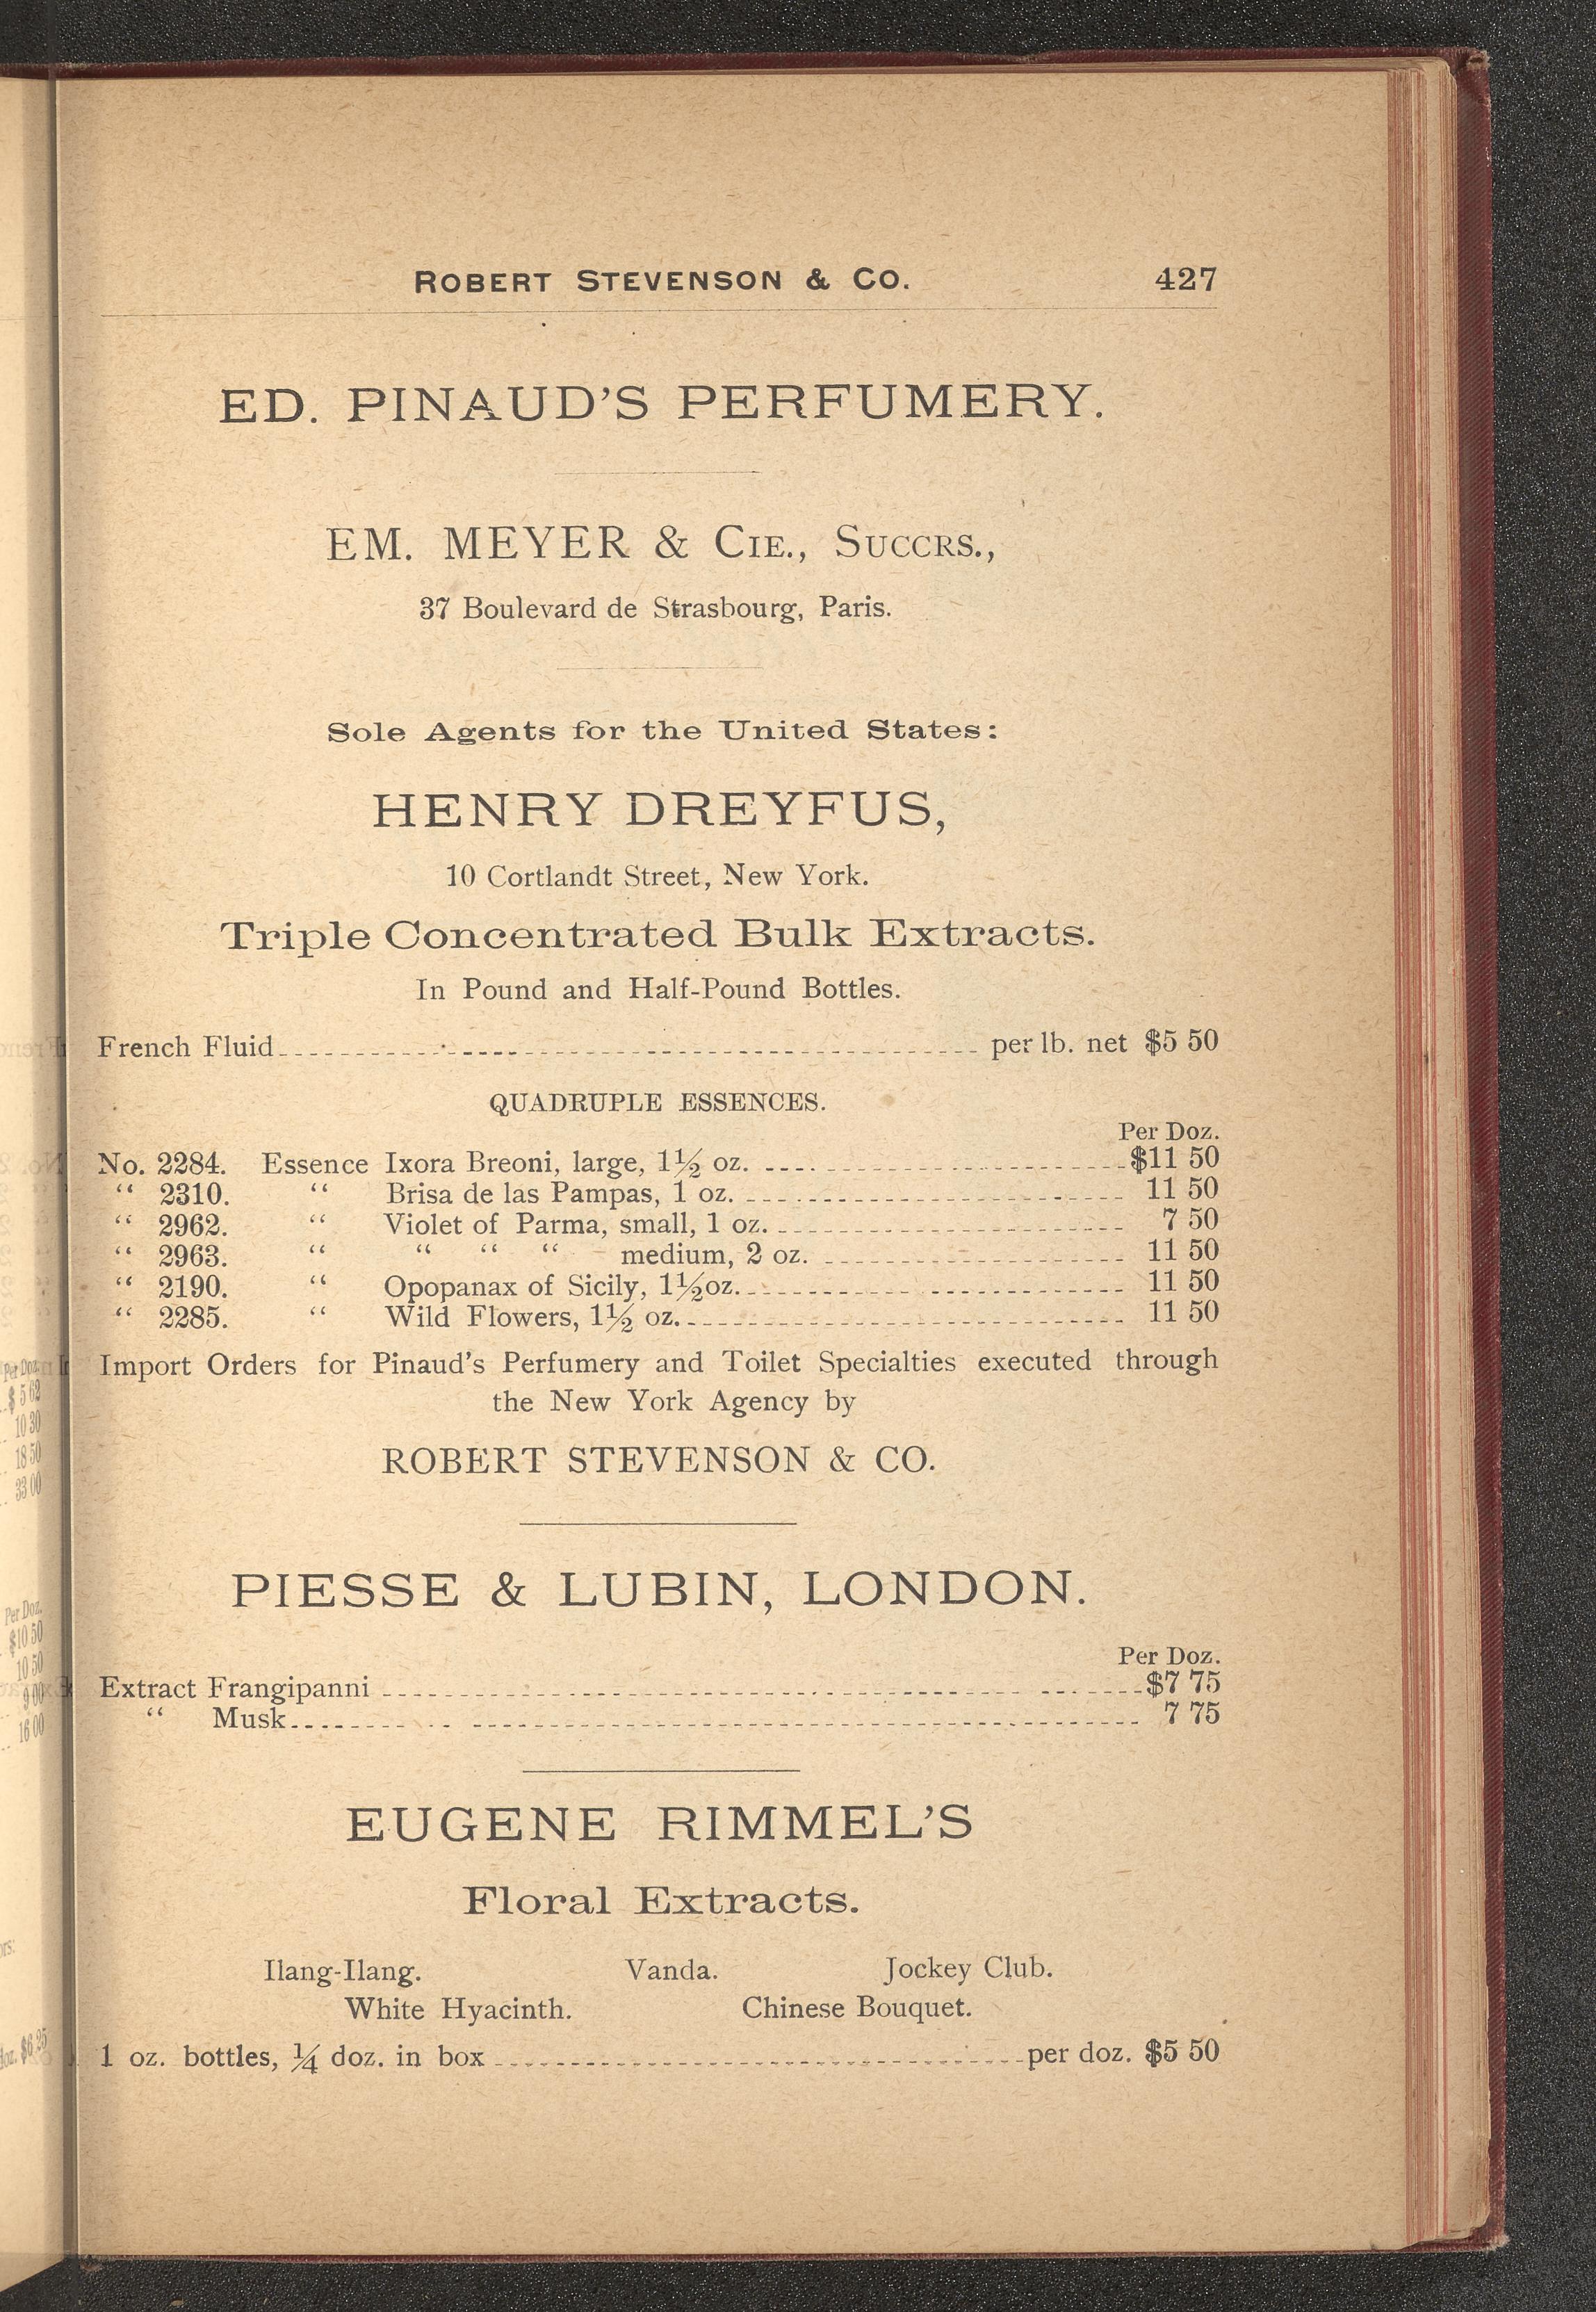 ROBERT STEVENSON & CO. 427
ED. PINAUD'S PERFUMERY.
EM. MEYER & CIE., SUCCRS.,
37 Boulevard de Strasbourg, Paris.
Sole Agents for the United States:
HENRY DREYFUS,
10 Cortlandt Street, New York.
Triple Concentrated Bulk Extracts.
In Pound and Half-Pound Bottles.
French Fluid per lb. net $5 50
QUADRUPLE ESSENCES.
Per Doz.
No. 2284. Essence Ixora Breoni, large, 1½ oz. $11 50
“ 2310. “ Brisa de las Pampas, 1 oz. 11 50
“ 2962. “ Violet of Parma, small, 1 oz. 7 50
“ 2963. “ “ “ “ medium, 2 oz. 11 50
“ 2190. “ Opopanax of Sicily, 1½oz. 11 50
“ 2285. “ Wild Flowers, 1½ oz. 11 50
Import Orders for Pinaud's Perfumery and Toilet Specialties executed through
the New York Agency by
ROBERT STEVENSON & CO.
PIESSE & LUBIN, LONDON.
Per Doz.
Extract Frangipanni $7 75
“ Musk 7 75
EUGENE RIMMEL'S
Floral Extracts.
Ilang-Ilang. Vanda. Jockey Club.
White Hyacinth. Chinese Bouquet.
1 oz. bottles, ¼ doz. in box per doz. $5 50